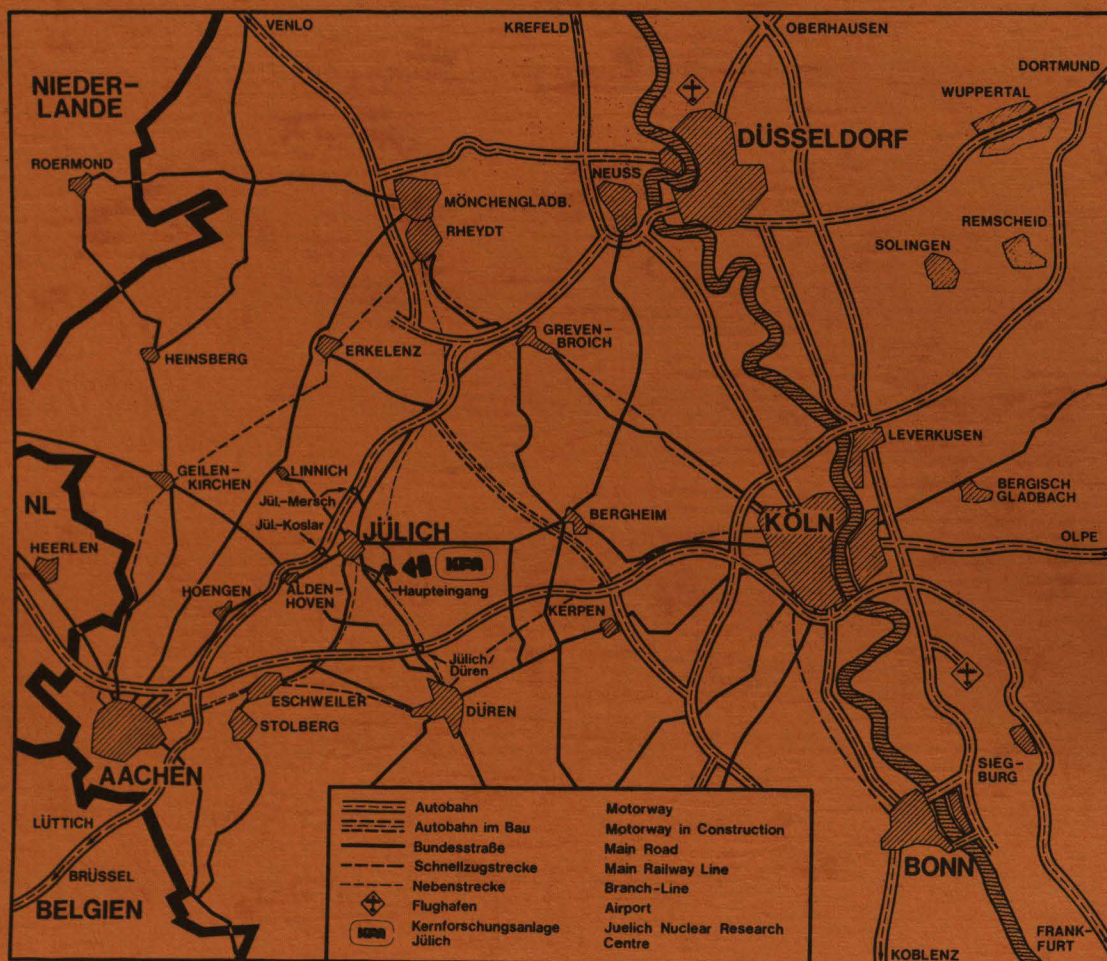 VENLO
KREFELD
OBERHAUSEN
DORTMUND
NIEDER-
LANDE
WUPPERTAL
DÜSSELDORF
ROERMOND
NEUSS
MÖNCHENGLADB.
RHEYDT
REMSCHEID
SOLINGEN
GREVEN-
BROICH
ERKELENZ
HEINSBERG
LEVERKUSEN
GEILEN-
KIRCHEN
LINNICH
BERGISCH
GLADBACH
NL
Jül.-Mersch
BERGHEIM
KÖLN
Jül.-Koslar
JÜLICH
OLPE
HEERLEN
KFA
HOENGEN
ALDEN-
HOVEN
Haupteingang
KERPEN
Jülich/
Düren
ESCHWEILER
DÜREN
STOLBERG
AACHEN
SIEG-
BURG
LÜTTICH
BRÜSSEL
BELGIEN
BONN
KOBLENZ
FRANK-
FURT
Autobahn Motorway
Autobahn im Bau Motorway in Construction
Bundesstraße Main Road
Schnellzugstrecke Main Railway Line
Nebenstrecke Branch-Line
Flughafen Airport
KFA Kernforschungsanlage Juelich Nuclear Research
Jülich Centre